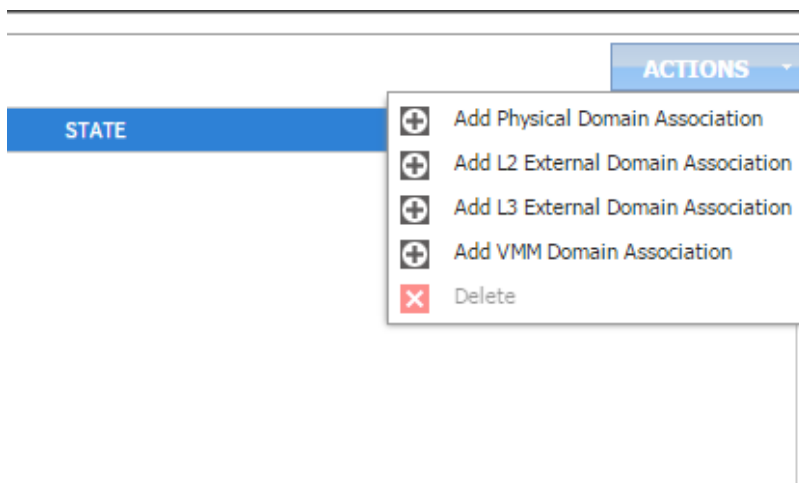 ACTIONS
STATE
Add Physical Domain Association
Add L2 External Domain Association
Add L3 External Domain Association
Add VMM Domain Association
Delete